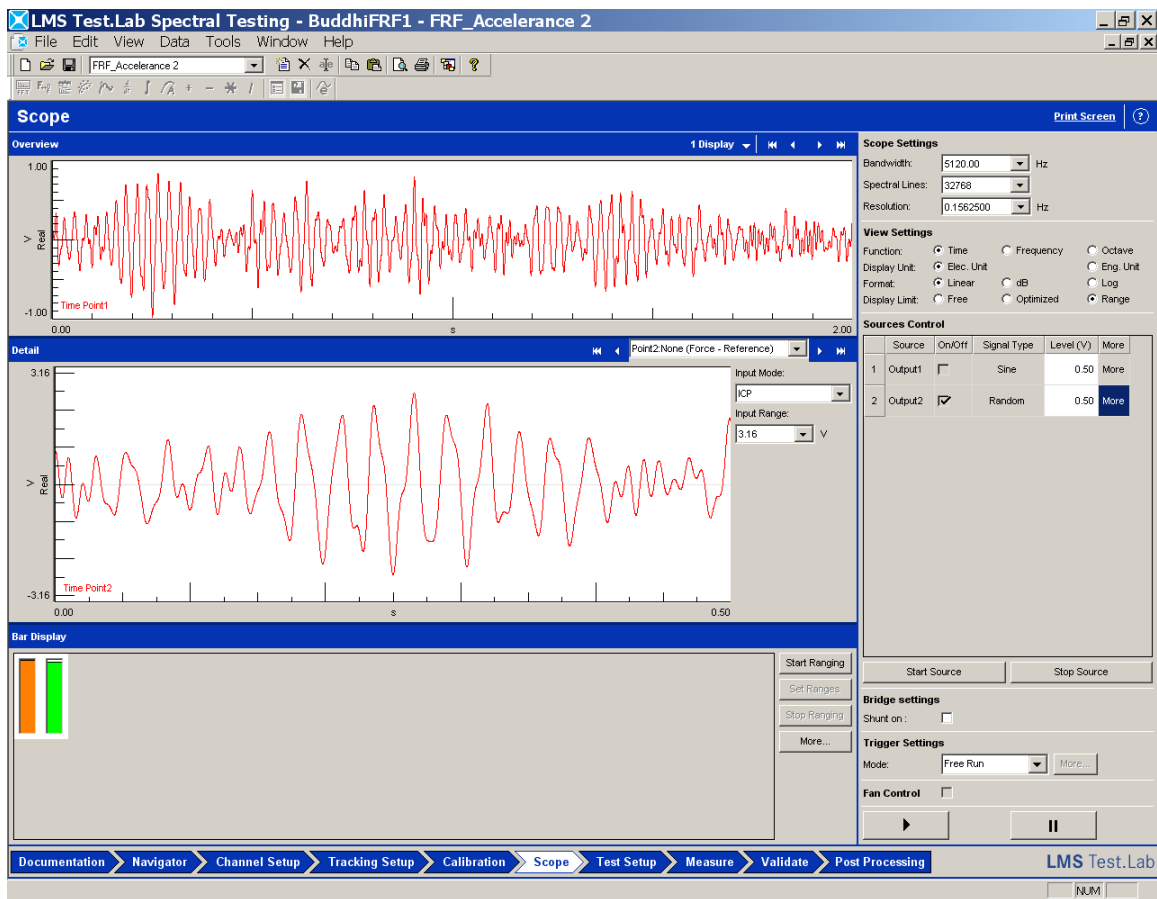 LMS Test.Lab Spectral Testing - BuddhiFRF1 - FRF_Accelerance 2
File Edit View Data Tools Window Help
FRF_Accelerance 2
Scope
Print Screen
Overview
1 Display
1.00
V
Real
-1.00
Time Point1
0.00 s 2.00
Detail
Point2:None (Force - Reference)
3.16
V
Real
-3.16
Time Point2
0.00 s 0.50
Input Mode:
ICP
Input Range:
3.16 V
Bar Display
Start Ranging
Set Ranges
Stop Ranging
More...
Scope Settings
Bandwidth: 5120.00 Hz
Spectral Lines: 32768
Resolution: 0.1562500 Hz
View Settings
Function: Time Frequency Octave
Display Unit: Elec. Unit Eng. Unit
Format: Linear dB Log
Display Limit: Free Optimized Range
Sources Control
Source On/Off Signal Type Level (V) More
1 Output1 Sine 0.50 More
2 Output2 Random 0.50 More
Start Source Stop Source
Bridge settings
Shunt on :
Trigger Settings
Mode: Free Run More...
Fan Control
Documentation Navigator Channel Setup Tracking Setup Calibration Scope Test Setup Measure Validate Post Processing
LMS Test.Lab
NUM